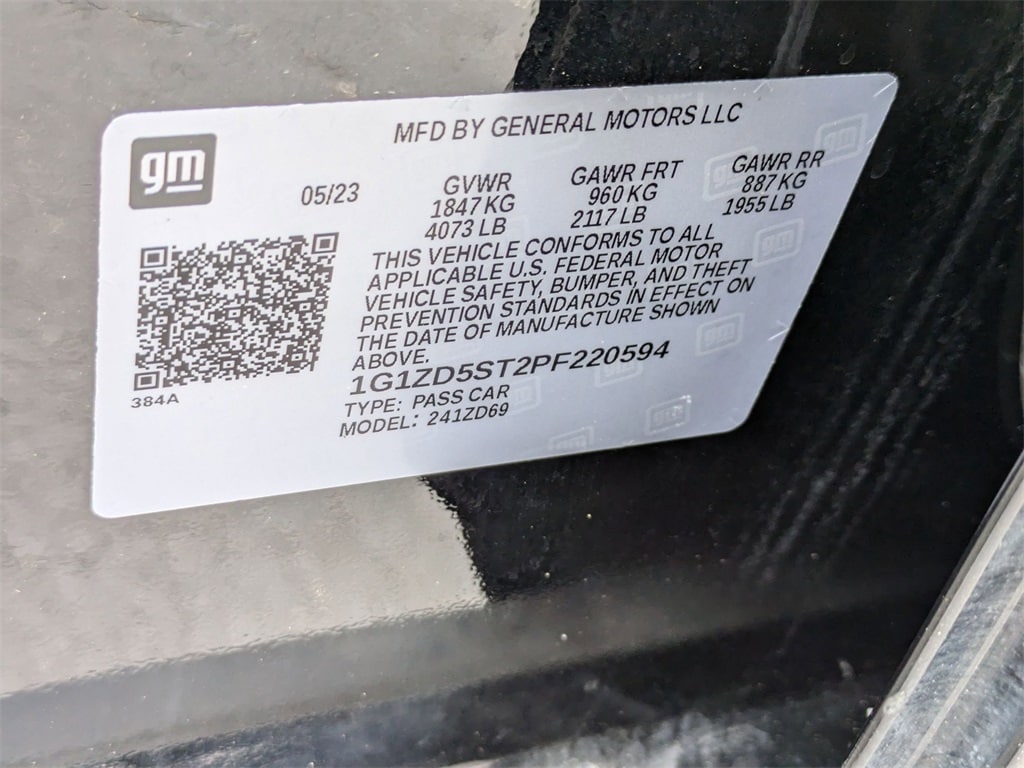 MFD BY GENERAL MOTORS LLC
gm
05/23
GVWR
1847 KG
4073 LB
GAWR FRT
960 KG
2117 LB
GAWR RR
887 KG
1955 LB
THIS VEHICLE CONFORMS TO ALL
APPLICABLE U.S. FEDERAL MOTOR
VEHICLE SAFETY, BUMPER, AND THEFT
PREVENTION STANDARDS IN EFFECT ON
THE DATE OF MANUFACTURE SHOWN
ABOVE.
1G1ZD5ST2PF220594
384A
TYPE: PASS CAR
MODEL: 241ZD69